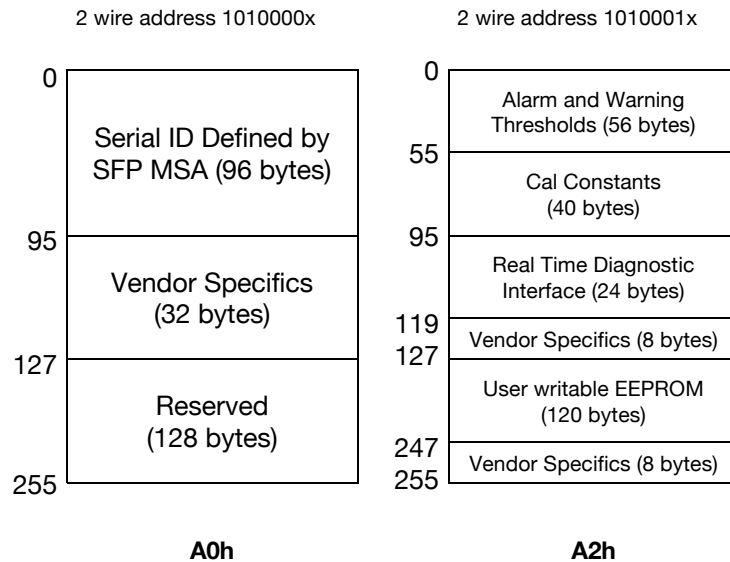 2 wire address 1010000x
0
Serial ID Defined by
SFP MSA (96 bytes)
95
Vendor Specifics
(32 bytes)
127
Reserved
(128 bytes)
255
A0h
2 wire address 1010001x
0
Alarm and Warning
Thresholds (56 bytes)
55
Cal Constants
(40 bytes)
95
Real Time Diagnostic
Interface (24 bytes)
119
Vendor Specifics (8 bytes)
127
User writable EEPROM
(120 bytes)
247
Vendor Specifics (8 bytes)
255
A2h